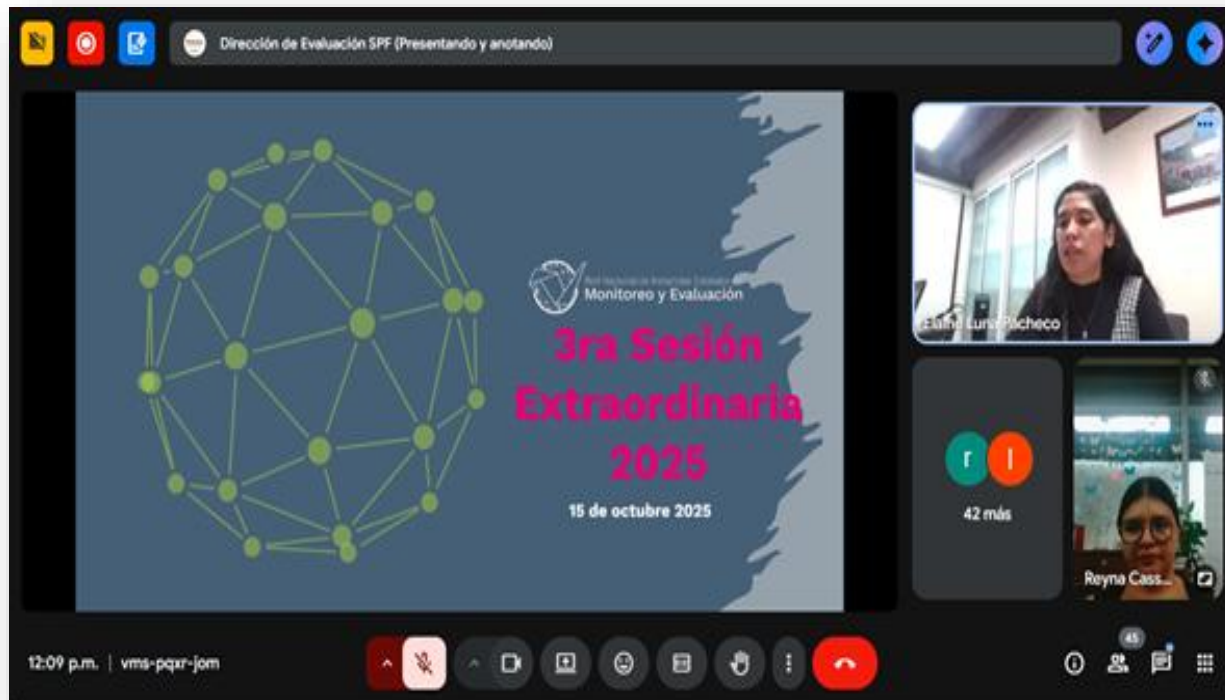 Dirección de Evaluación SPF (Presentando y anotando)
Monitoreo y Evaluación
3ra Sesión
Extraordinaria
2025
15 de octubre 2025
Elaine Luna Pacheco
r
l
42 más
Reyna Cass...
12:09 p.m. | vms-pqxr-jom
45